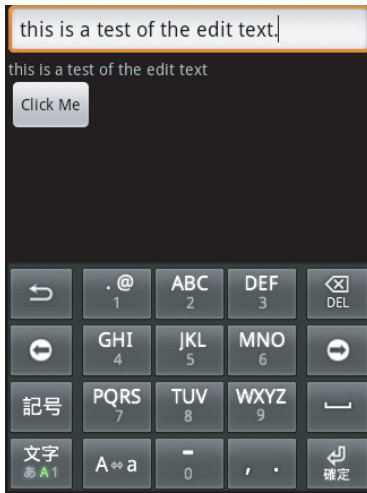 this is a test of the edit text.
this is a test of the edit text
Click Me
. @ ABC DEF DEL
1 2 3
GHI JKL MNO
4 5 6
記号 PQRS TUV WXYZ
7 8 9
文字 A⇔a - , .
あA1 0 確定